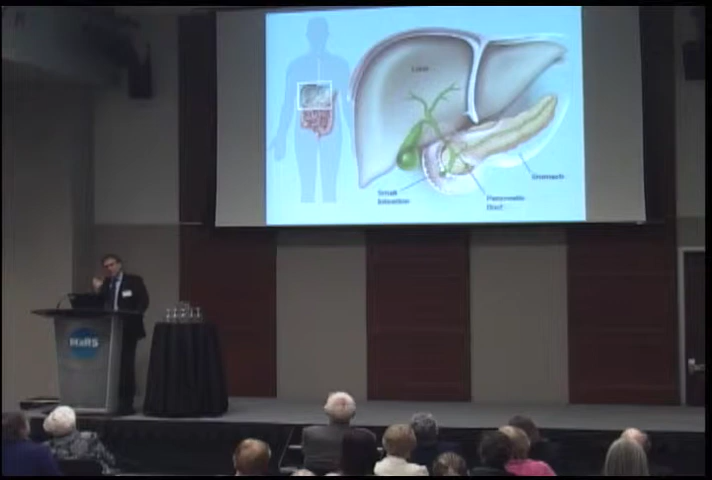 Liver
Stomach
Small
Intestine
Pancreatic
Duct
MaRS